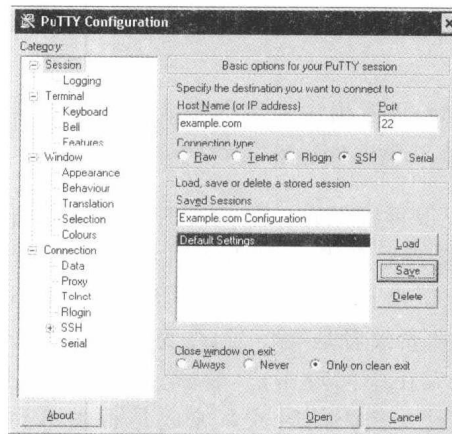 PuTTY Configuration
Category:
Session
Logging
Terminal
Keyboard
Bell
Features
Window
Appearance
Behaviour
Translation
Selection
Colours
Connection
Data
Proxy
Telnet
Rlogin
SSH
Serial
Basic options for your PuTTY session
Specify the destination you want to connect to
Host Name (or IP address) Port
example.com 22
Connection type:
Raw Telnet Rlogin SSH Serial
Load, save or delete a stored session
Saved Sessions
Example.com Configuration
Default Settings
Load
Save
Delete
Close window on exit:
Always Never Only on clean exit
About Open Cancel